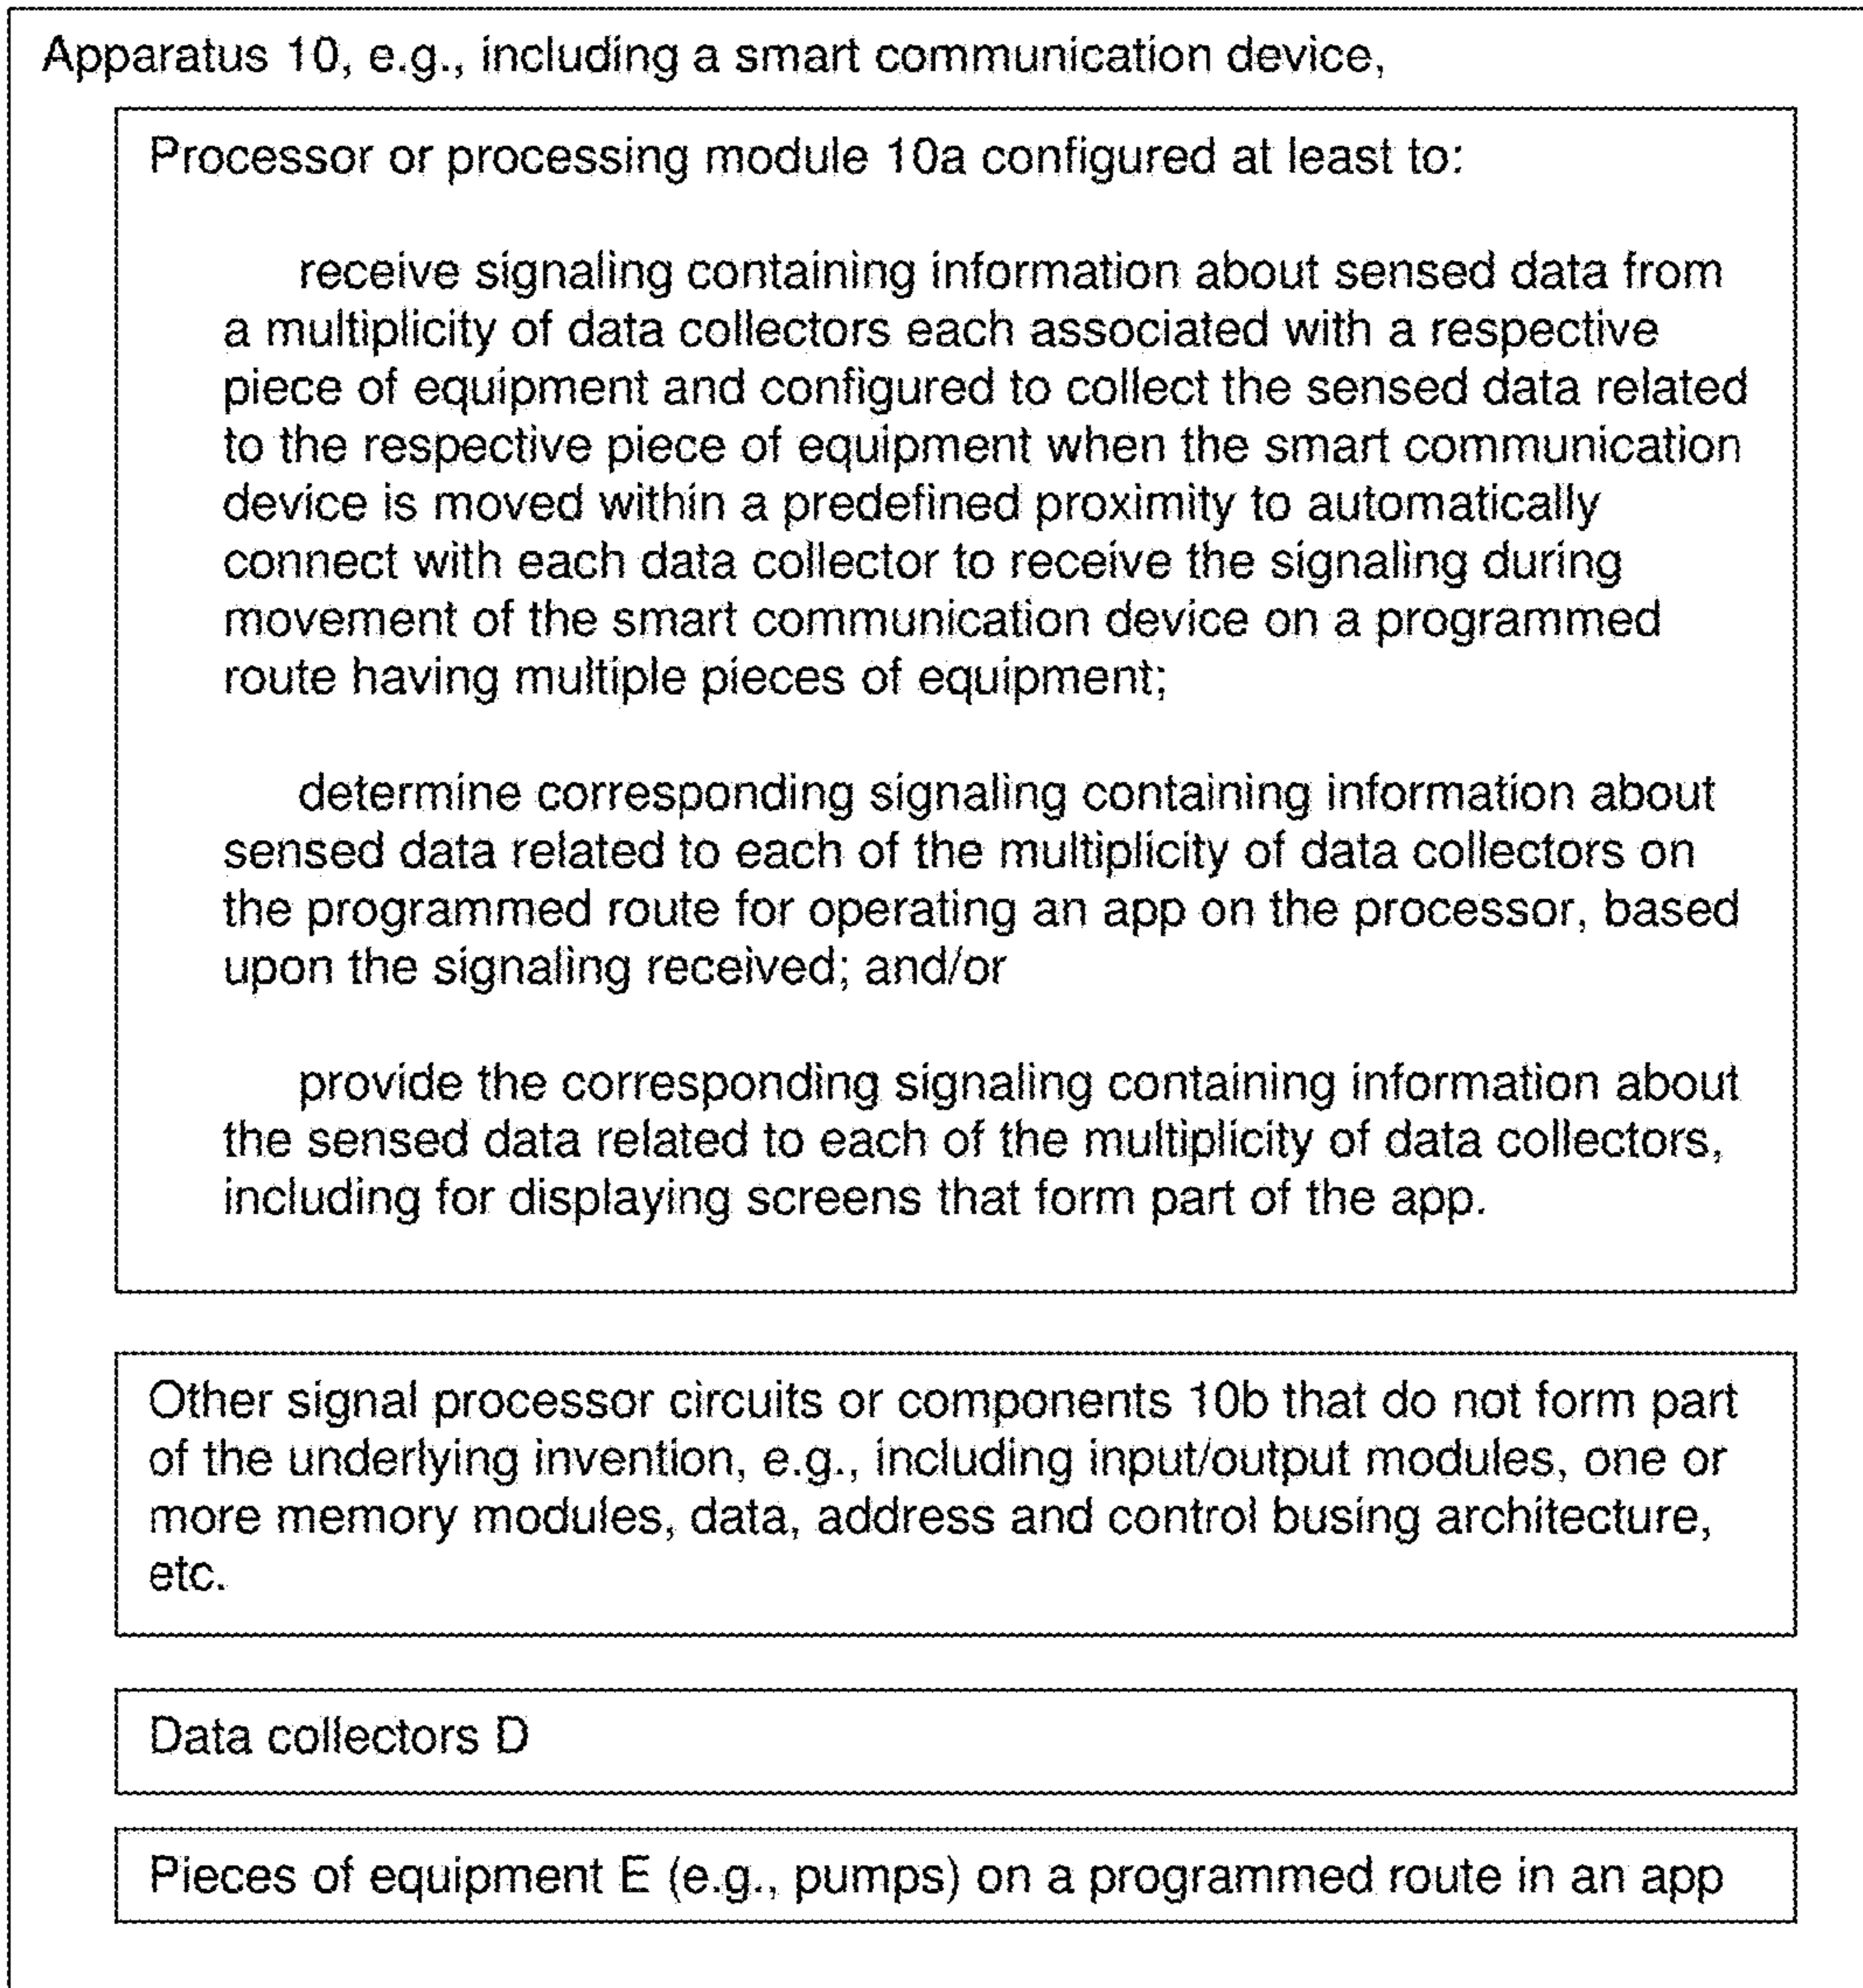 Apparatus 10, e.g., including a smart communication device,
Processor or processing module 10a configured at least to:
receive signaling containing information about sensed data from
a multiplicity of data collectors each associated with a respective
piece of equipment and configured to collect the sensed data related
to the respective piece of equipment when the smart communication
device is moved within a predefined proximity to automatically
connect with each data collector to receive the signaling during
movement of the smart communication device on a programmed
route having multiple pieces of equipment;
determine corresponding signaling containing information about
sensed data related to each of the multiplicity of data collectors on
the programmed route for operating an app on the processor, based
upon the signaling received; and/or
provide the corresponding signaling containing information about
the sensed data related to each of the multiplicity of data collectors,
including for displaying screens that form part of the app.
Other signal processor circuits or components 10b that do not form part
of the underlying invention, e.g., including input/output modules, one or
more memory modules, data, address and control busing architecture,
etc.
Data collectors D
Pieces of equipment E (e.g., pumps) on a programmed route in an app